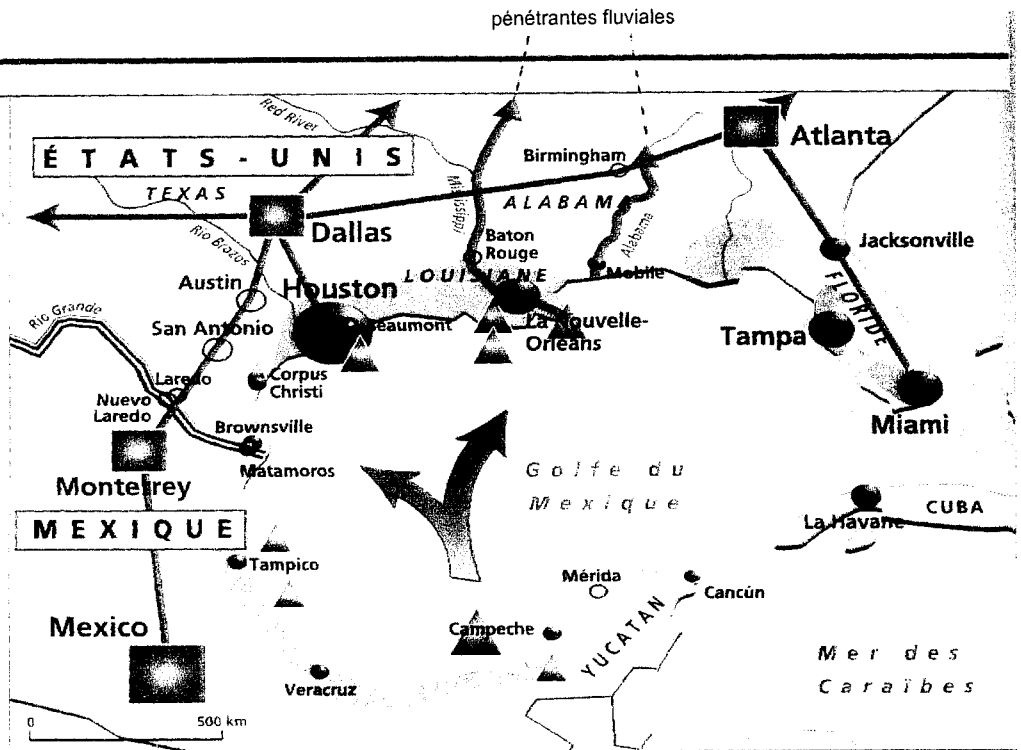 pénétrantes fluviales
Red River
Atlanta
ÉTATS-UNIS
Birmingham
TEXAS
Mississippi
ALABAMA
Dallas
Rio Brazos
Alabama
Baton
Rouge
Jacksonville
Austin
Houston
LOUISIANE
Mobile
FLORIDE
Rio Grande
San Antonio
Beaumont
La Nouvelle-
Orléans
Tampa
Laredo
Corpus
Christi
Nuevo
Laredo
Miami
Brownsville
Matamoros
Golfe du
Mexique
Monterrey
MEXIQUE
La Havane
CUBA
Tampico
Mérida
Cancún
Mexico
Campeche
YUCATAN
Mer des
Caraïbes
Veracruz
0 500 km